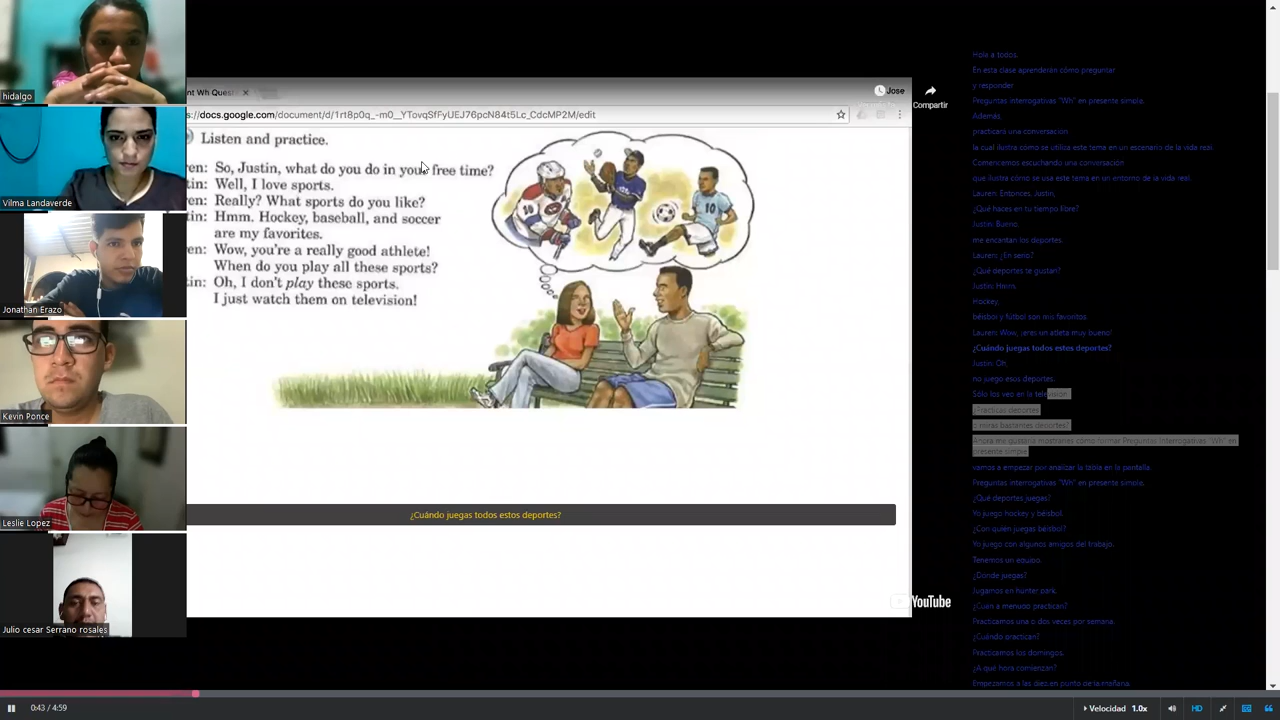 hidalgo
Vilma Landaverde
Jonathan Erazo
Kevin Ponce
Leslie Lopez
Julio cesar Serrano rosales
nt Wh Ques
Jose
s://docs.google.com/document/d/1rt8p0q_-m0__YTovqSfFyUEJ76pcN84t5Lc_CdcMP2M/edit
Compartir
Listen and practice.
ren: So, Justin, what do you do in your free time?
tin: Well, I love sports.
ren: Really? What do you like?
tin: Hmm. Hockey, baseball, and soccer
are my favorites.
ren: Wow, you're a really good athlete!
When do you play all these sports?
tin: Oh, I don't play these sports.
I just watch them on television!
10
10
¿Cuándo juegas todos estos deportes?
YouTube
Hola a todos.
En esta clase aprenderén cómo preguntar
y responder
Preguntas interrogativas "Wh" en presente simple.
Además,
practicará una conversación
la cual ilustra cómo se utiliza este tema en un escenario de la vida real.
Comencemos escuchando una conversación
que ilustra cómo se usa este tema en un entorno de la vida real.
Lauren: Entonces, Justin,
¿Qué haces en tu tiempo libre?
Justin: Bueno,
me encantan los deportes.
Lauren: ¿En serio?
¿Qué deportes te gustan?
Justin: Hmm.
Hockey,
béisbol y fútbol son mis favoritos.
Lauren: Wow, ¡eres un atleta muy bueno!
¿Cuándo juegas todos estos deportes?
Justin: Oh,
no juego esos deportes.
Sólo los veo en la televisión.
¿Practicas deportes
o miras bastantes deportes?
Ahora me gustaría mostrarles cómo formar Preguntas Interrogativas "Wh" en
presente simple
vamos a empezar por analizar la tabla en la pantalla.
Preguntas interrogativas "Wh" en presente simple.
¿Qué deportes juegas?
Yo juego hockey y béisbol.
¿Con quien juegas béisbol?
Yo juego con algunos amigos del trabajo.
Tenemos un equipo.
¿Dónde juegas?
Jugamos en hunter park.
¿Cuán a menudo practican?
Practicamos una o dos veces por semana.
¿Cuándo practican?
Practicamos los domingos.
¿A qué hora comienzan?
Empezamos a las diez en punto de la mañana.
0:43 / 4:59
Velocidad 1.0x
HD